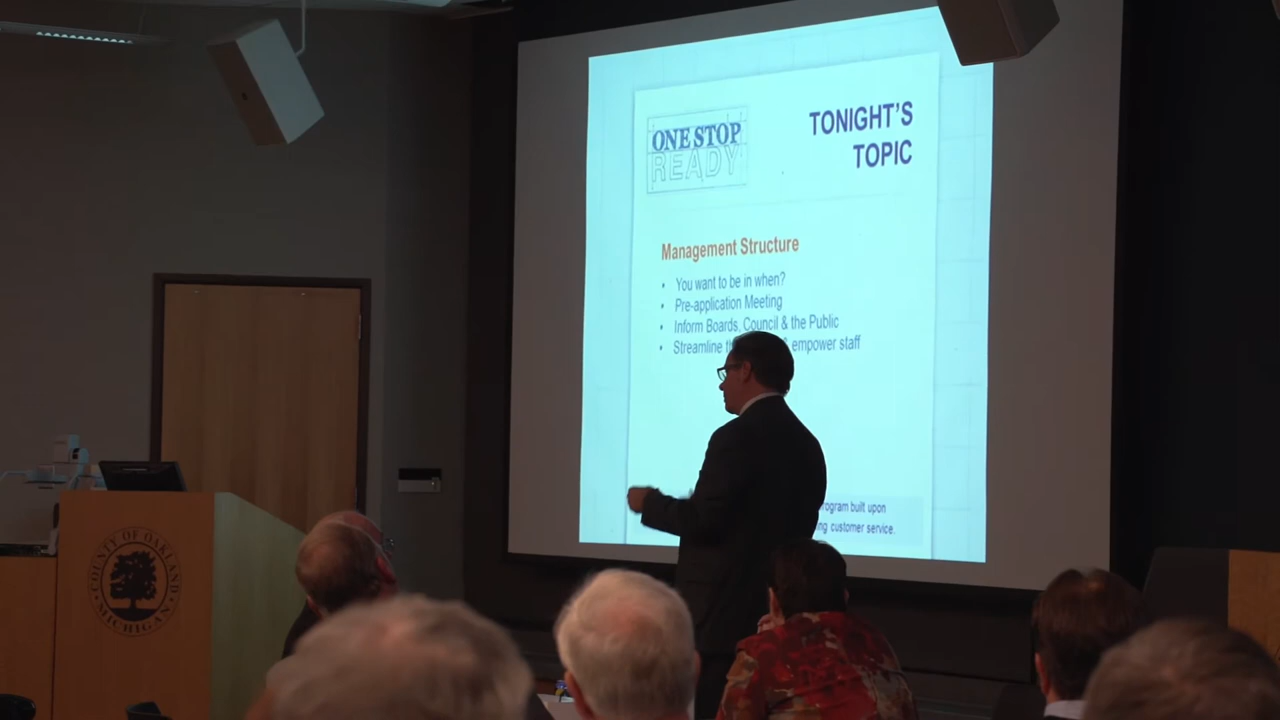 ONE STOP
READY
TONIGHT'S
TOPIC
Management Structure
• You want to be in when?
• Pre-application Meeting
• Inform Boards, Council & the Public
• Streamline empower staff
built upon
customer service.
COUNTY OF OAKLAND
MICHIGAN